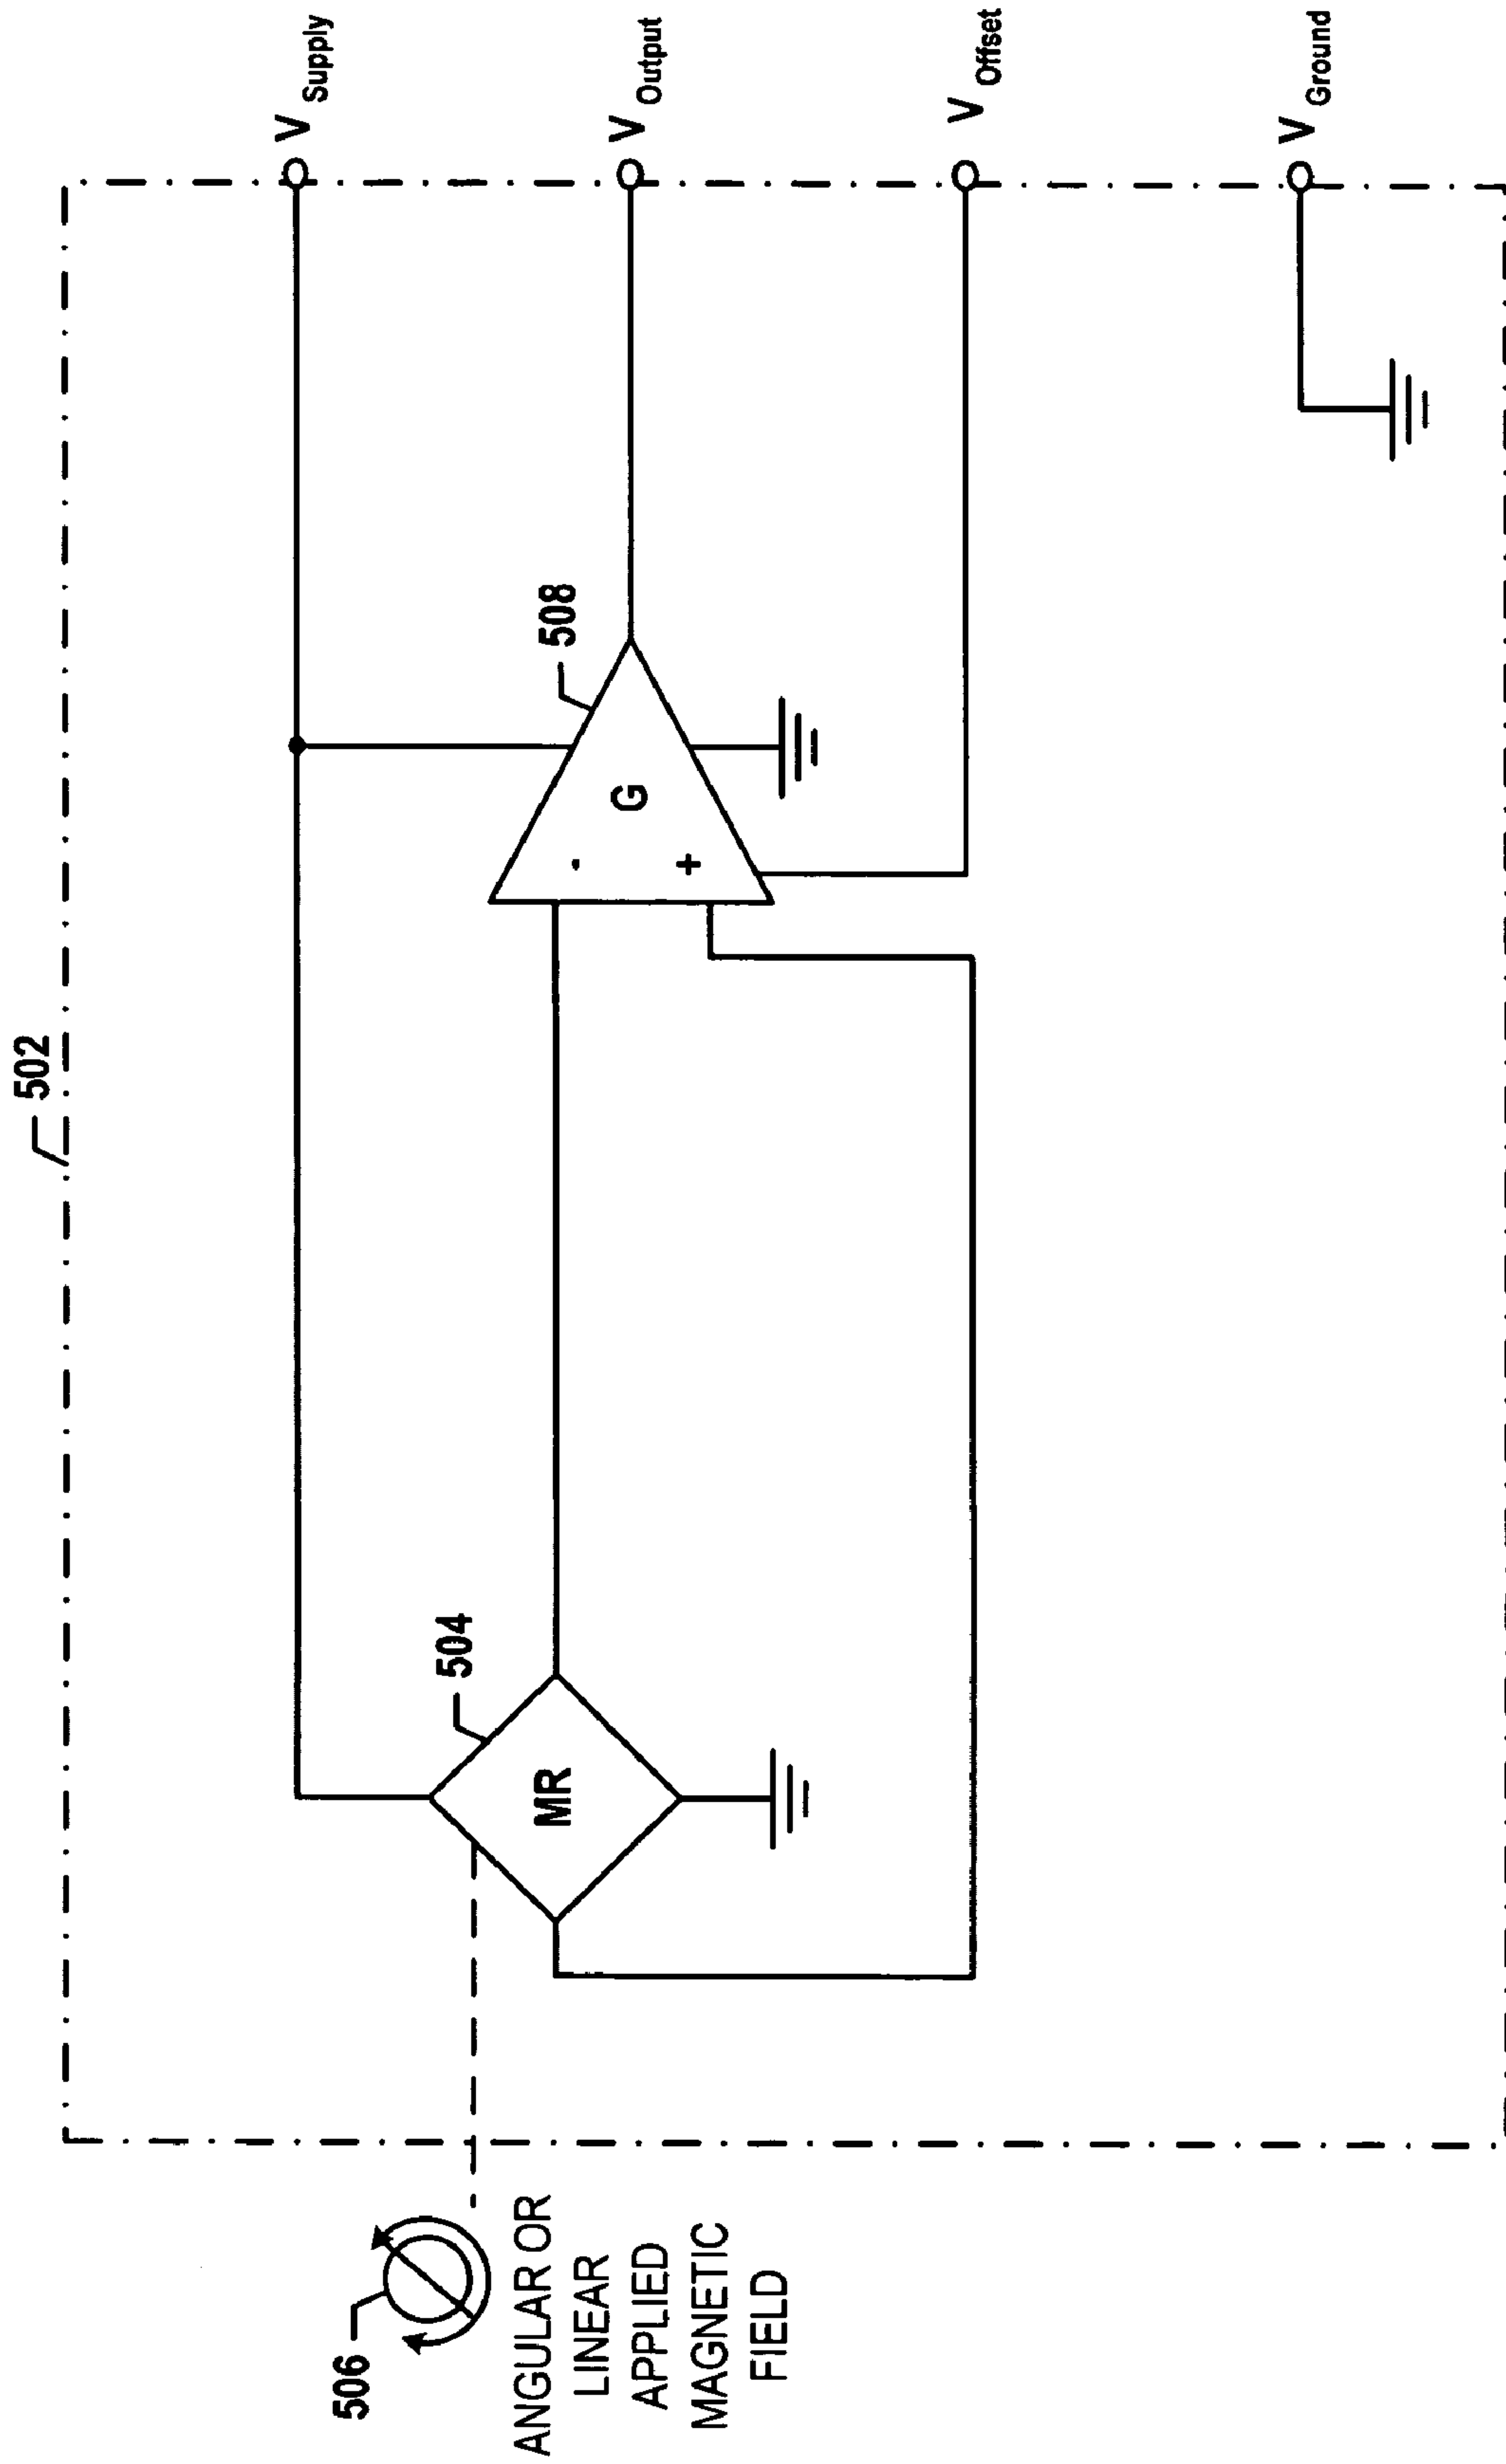 502
V Supply
508
V Output
G
-
+
504
MR
V Offset
V Ground
506
ANGULAR OR
LINEAR
APPLIED
MAGNETIC
FIELD